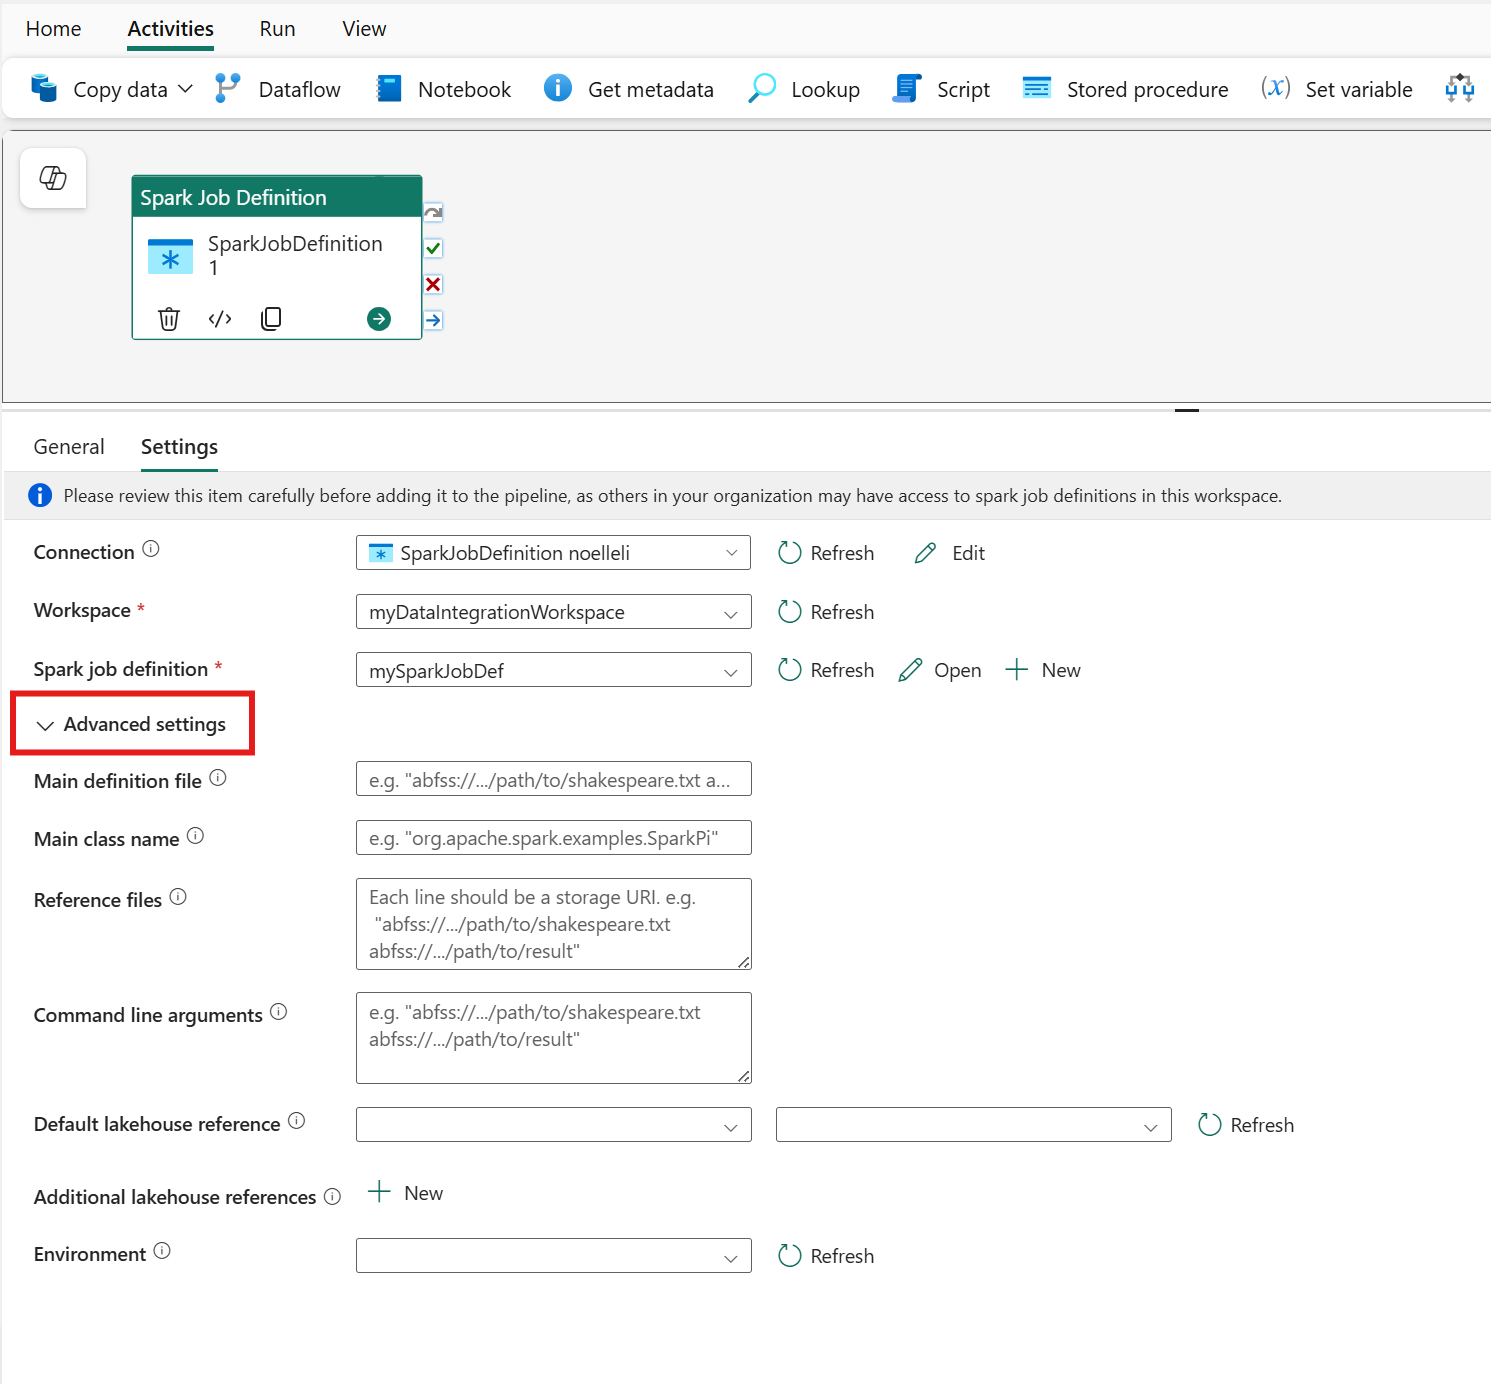 Home Activities Run View
Copy data Dataflow Notebook Get metadata Lookup Script Stored procedure (x) Set variable
Spark Job Definition
SparkJobDefinition
1
General Settings
Please review this item carefully before adding it to the pipeline, as others in your organization may have access to spark job definitions in this workspace.
Connection SparkJobDefinition noelleli Refresh Edit
Workspace * myDataIntegrationWorkspace Refresh
Spark job definition * mySparkJobDef Refresh Open New
Advanced settings
Main definition file e.g. "abfss://.../path/to/shakespeare.txt a...
Main class name e.g. "org.apache.spark.examples.SparkPi"
Reference files Each line should be a storage URI. e.g.
"abfss://.../path/to/shakespeare.txt
abfss://.../path/to/result"
Command line arguments e.g. "abfss://.../path/to/shakespeare.txt
abfss://.../path/to/result"
Default lakehouse reference Refresh
Additional lakehouse references New
Environment Refresh